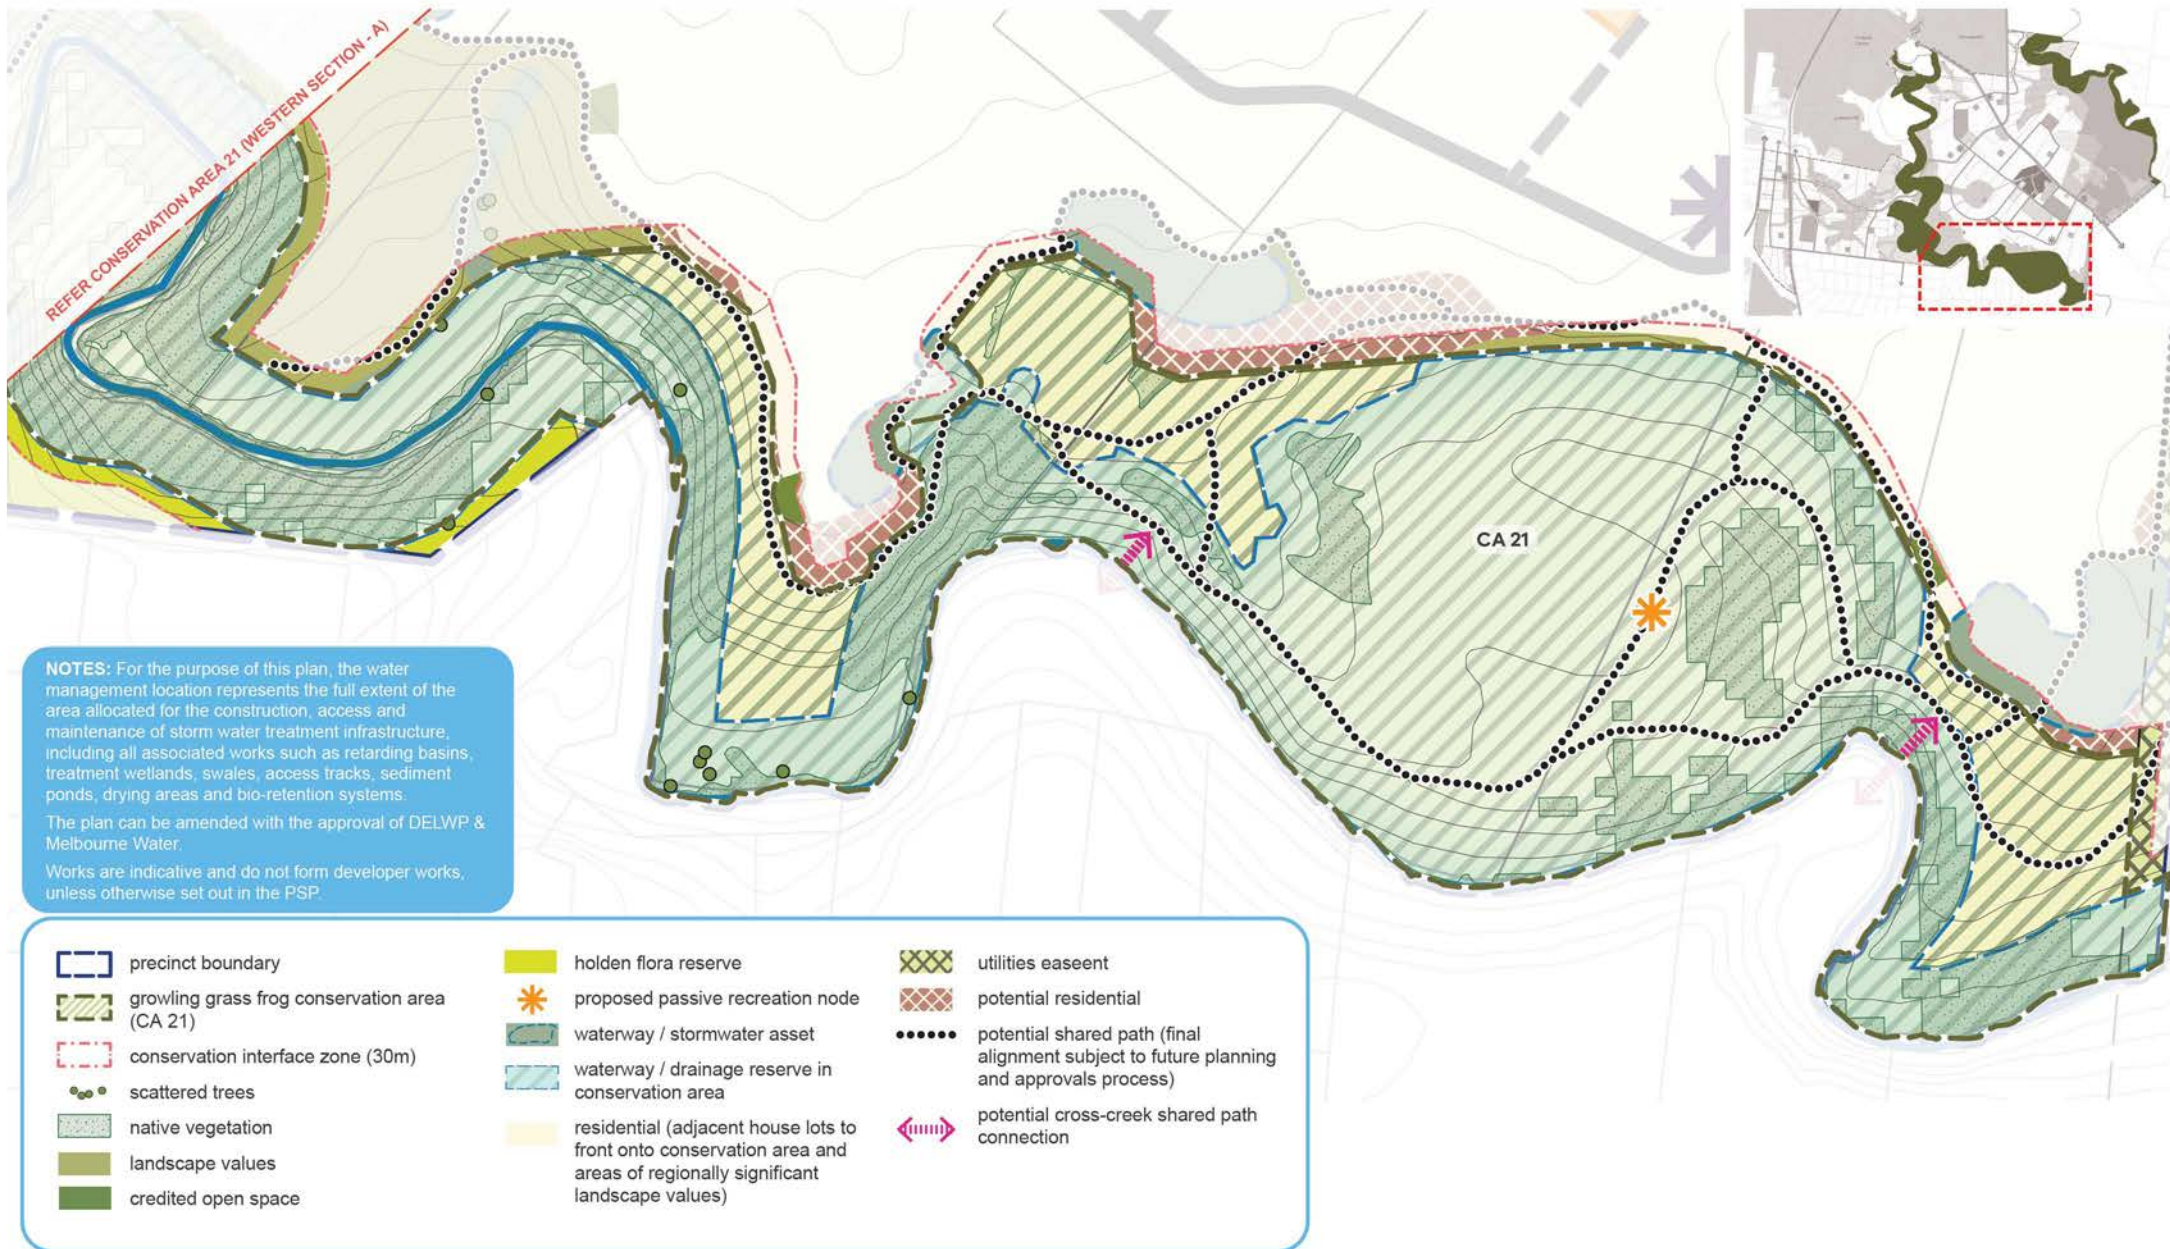 REFER CONSERVATION AREA 21 (WESTERN SECTION - A)
CA 21
NOTES: For the purpose of this plan, the water
management location represents the full extent of the
area allocated for the construction, access and
maintenance of storm water treatment infrastructure,
including all associated works such as retarding basins,
treatment wetlands, swales, access tracks, sediment
ponds, drying areas and bio-retention systems.
The plan can be amended with the approval of DELWP &
Melbourne Water.
Works are indicative and do not form developer works,
unless otherwise set out in the PSP.
precinct boundary
growling grass frog conservation area
(CA 21)
conservation interface zone (30m)
scattered trees
native vegetation
landscape values
credited open space
holden flora reserve
proposed passive recreation node
waterway / stormwater asset
waterway / drainage reserve in
conservation area
residential (adjacent house lots to
front onto conservation area and
areas of regionally significant
landscape values)
utilities easeent
potential residential
potential shared path (final
alignment subject to future planning
and approvals process)
potential cross-creek shared path
connection